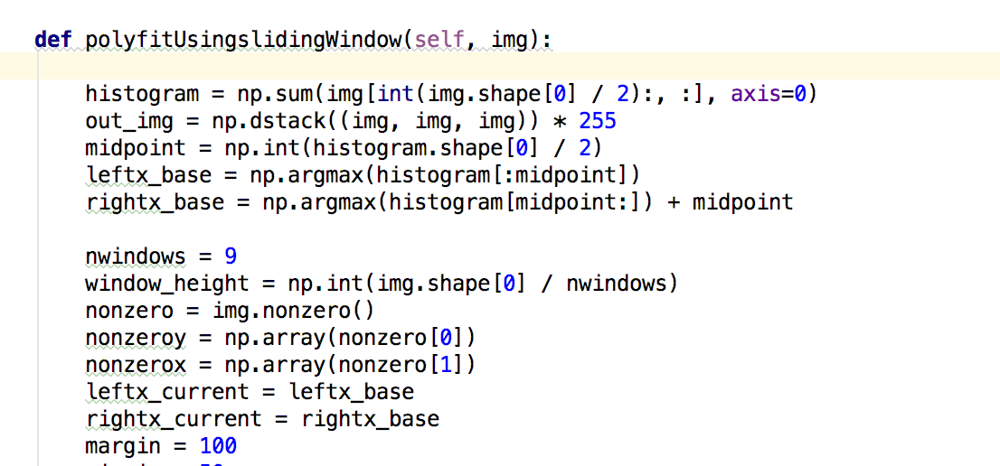 def polyfitUsingslidingWindow(self, img):
histogram = np.sum(img[int(img.shape[0] / 2):, :], axis=0)
out_img = np.dstack((img, img, img)) * 255
midpoint = np.int(histogram.shape[0] / 2)
leftx_base = np.argmax(histogram[:midpoint])
rightx_base = np.argmax(histogram[midpoint:]) + midpoint
nwindows = 9
window_height = np.int(img.shape[0] / nwindows)
nonzero = img.nonzero()
nonzeroy = np.array(nonzero[0])
nonzerox = np.array(nonzero[1])
leftx_current = leftx_base
rightx_current = rightx_base
margin = 100